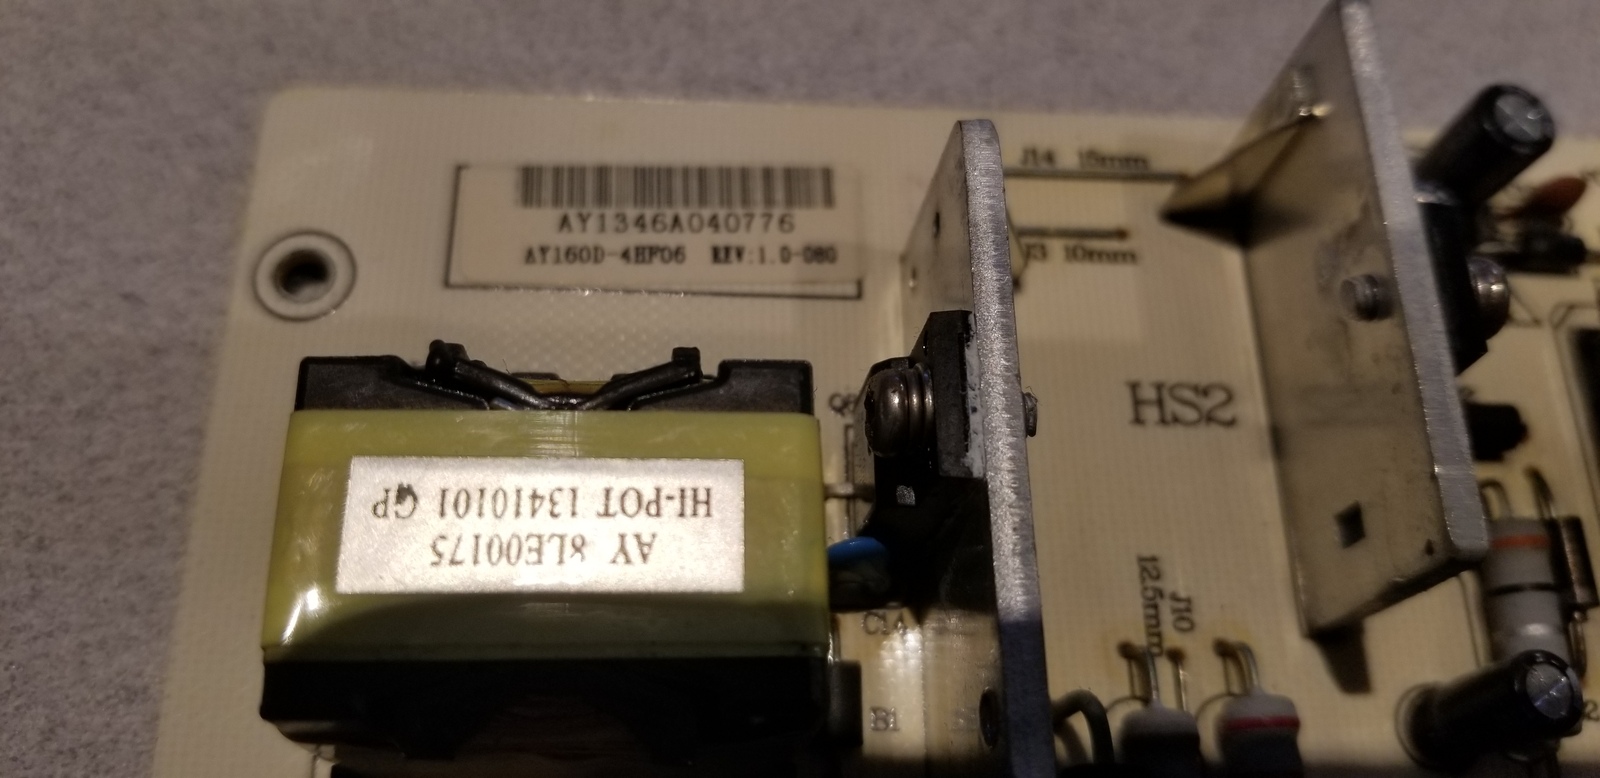 AY1346A040776
AY160D-4HF06 REV:1.0-080
J14 15mm
J3 10mm
HS2
AY 8LE00175
HI-POT 13410101 GP
J10
12.5mm
C14
B1